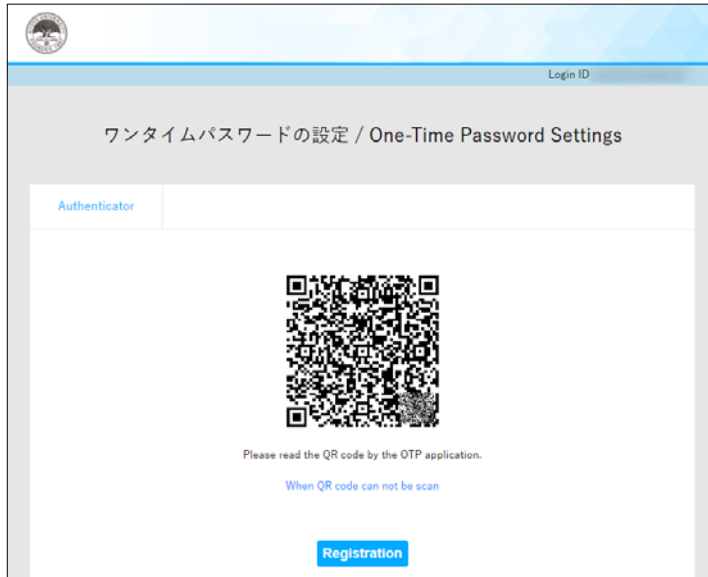 Login ID
ワンタイムパスワードの設定 / One-Time Password Settings
Authenticator
Please read the QR code by the OTP application.
When QR code can not be scan
Registration